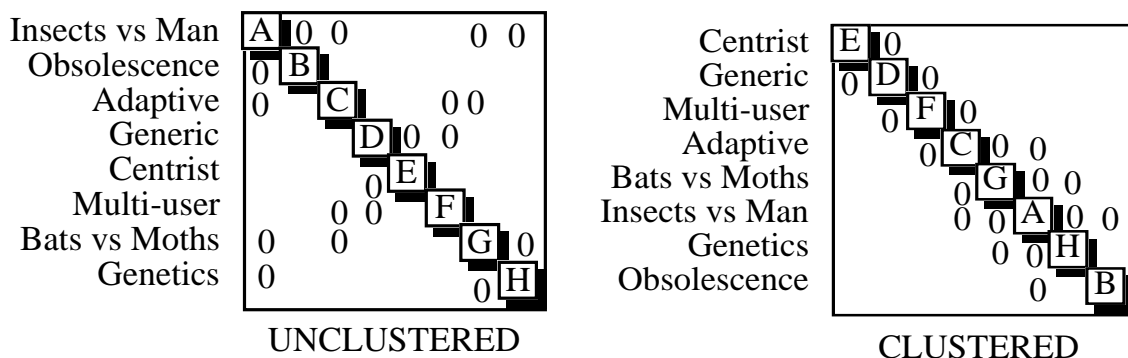 Insects vs Man A 0 0 0 0
Obsolescence 0 B
Adaptive 0 C 0 0
Generic D 0 0
Centrist 0 E
Multi-user 0 0 F
Bats vs Moths 0 0 G 0
Genetics 0 0 H
UNCLUSTERED
Centrist E 0
Generic 0 D 0
Multi-user 0 F 0
Adaptive 0 C 0 0
Bats vs Moths 0 G 0 0
Insects vs Man 0 0 A 0 0
Genetics 0 0 H
Obsolescence 0 B
CLUSTERED